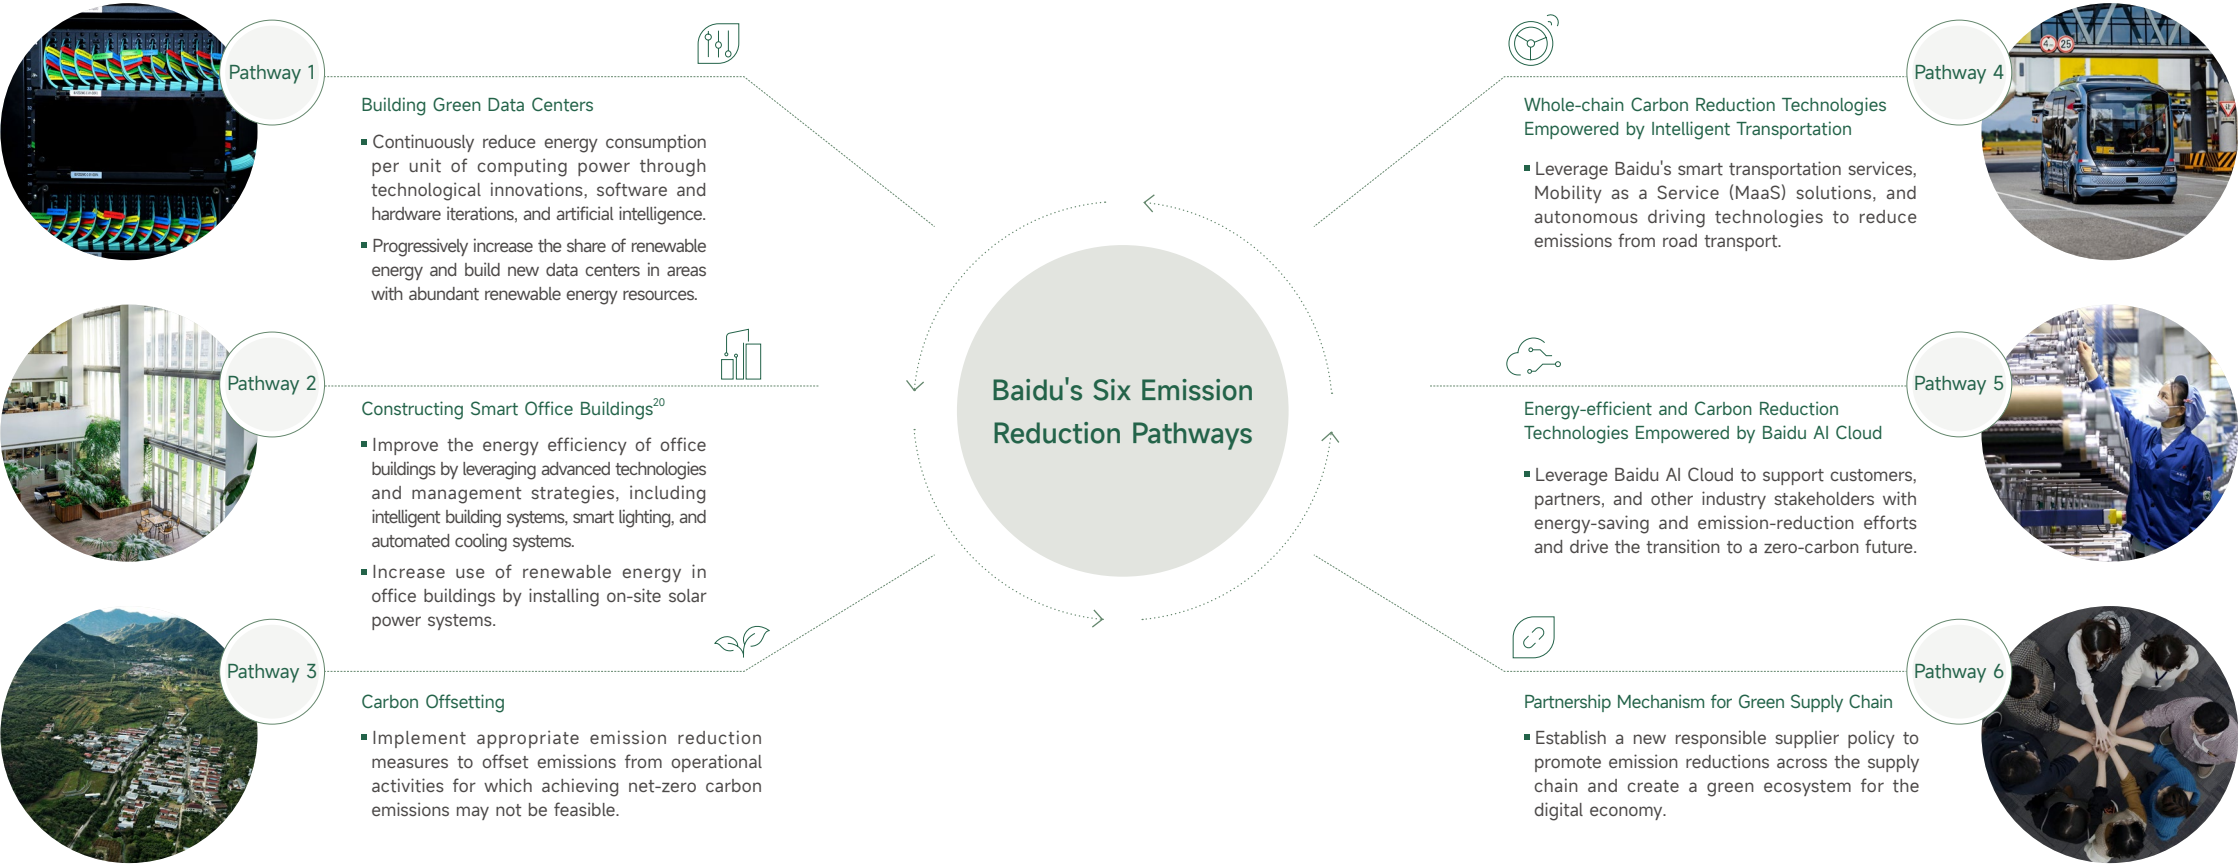 Pathway 1
Building Green Data Centers
Continuously reduce energy consumption
per unit of computing power through
technological innovations, software and
hardware iterations, and artificial intelligence.
Progressively increase the share of renewable
energy and build new data centers in areas
with abundant renewable energy resources.
Pathway 2
Constructing Smart Office Buildings20
Improve the energy efficiency of office
buildings by leveraging advanced technologies
and management strategies, including
intelligent building systems, smart lighting, and
automated cooling systems.
Increase use of renewable energy in
office buildings by installing on-site solar
power systems.
Pathway 3
Carbon Offsetting
Implement appropriate emission reduction
measures to offset emissions from operational
activities for which achieving net-zero carbon
emissions may not be feasible.
Baidu's Six Emission
Reduction Pathways
Pathway 4
Whole-chain Carbon Reduction Technologies
Empowered by Intelligent Transportation
Leverage Baidu's smart transportation services,
Mobility as a Service (MaaS) solutions, and
autonomous driving technologies to reduce
emissions from road transport.
25
Pathway 5
Energy-efficient and Carbon Reduction
Technologies Empowered by Baidu AI Cloud
Leverage Baidu AI Cloud to support customers,
partners, and other industry stakeholders with
energy-saving and emission-reduction efforts
and drive the transition to a zero-carbon future.
Pathway 6
Partnership Mechanism for Green Supply Chain
Establish a new responsible supplier policy to
promote emission reductions across the supply
chain and create a green ecosystem for the
digital economy.